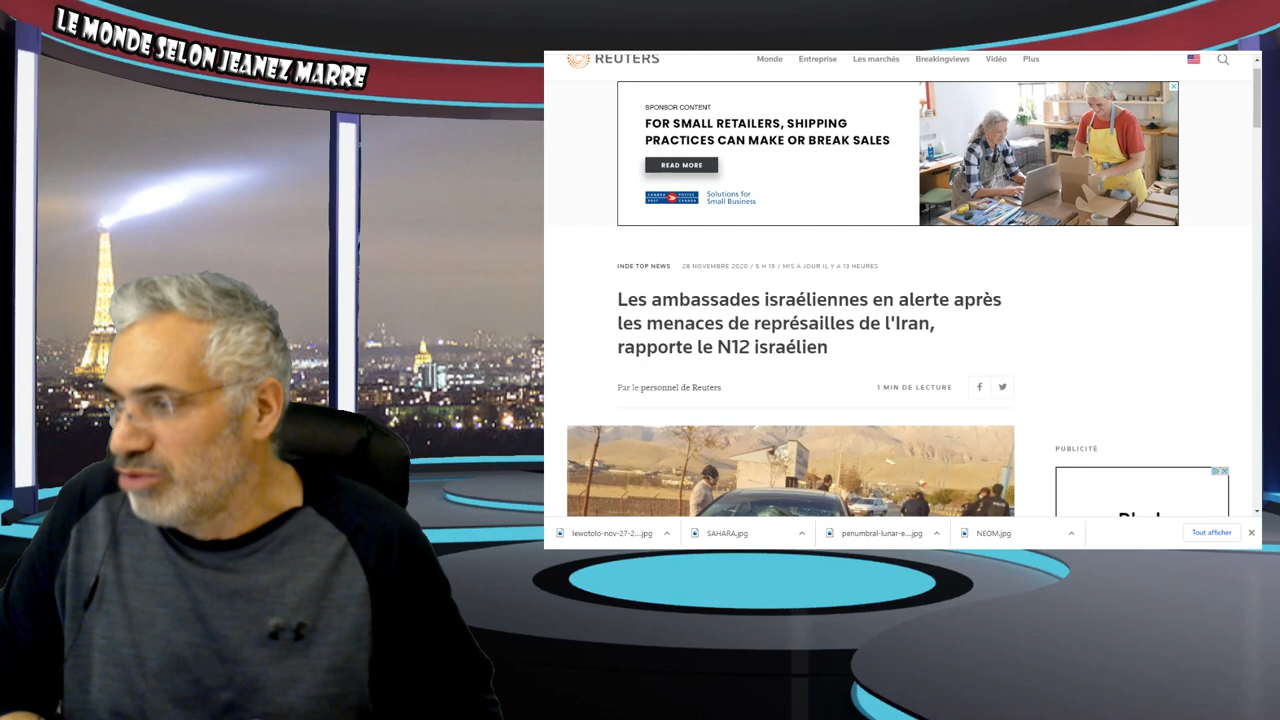 LE MONDE SELON JEANEZ MARRE
REUTERS
Monde Entreprise Les marchés Breakingviews Vidéo Plus
SPONSOR CONTENT
FOR SMALL RETAILERS, SHIPPING
PRACTICES CAN MAKE OR BREAK SALES
READ MORE
Solutions for
Small Business
INDE TOP NEWS 28 NOVEMBRE 2020 / 5 H 19 / MIS À JOUR IL Y A 13 HEURES
Les ambassades israéliennes en alerte après
les menaces de représailles de l'Iran,
rapporte le N12 israélien
Par le personnel de Reuters
1 MIN DE LECTURE
PUBLICITÉ
lewotolo-nov-27-2....jpg SAHARA.jpg penumbral-lunar-e....jpg NEOM.jpg Tout afficher